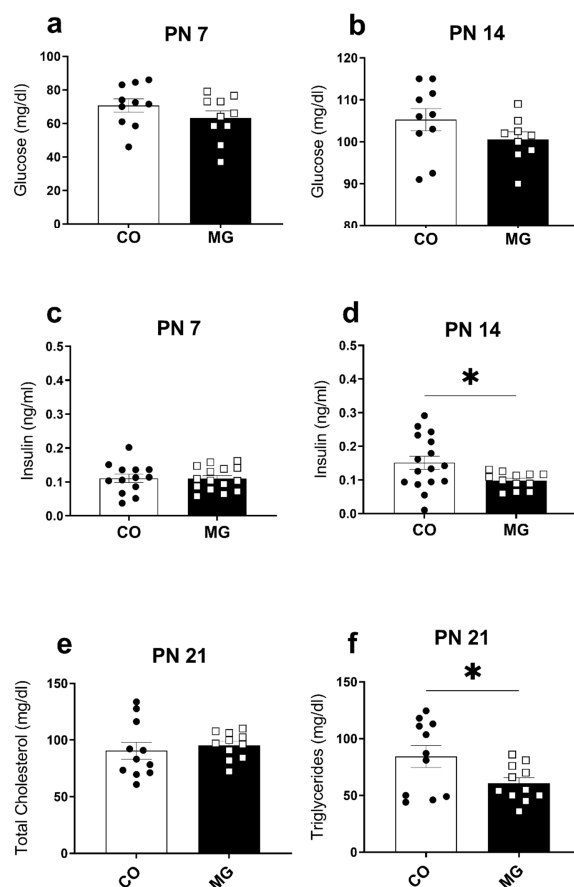 a
PN 7
Glucose (mg/dl)
100
80
60
40
20
0
CO
MG
b
PN 14
Glucose (mg/dl)
120
110
100
90
80
CO
MG
c
PN 7
Insulin (ng/ml)
0.5
0.4
0.3
0.2
0.1
0.0
CO
MG
d
PN 14
Insulin (ng/ml)
0.5
0.4
0.3
0.2
0.1
0.0
*
CO
MG
e
PN 21
Total Cholesterol (mg/dl)
150
100
50
0
CO
MG
f
PN 21
Triglycerides (mg/dl)
150
100
50
0
*
CO
MG